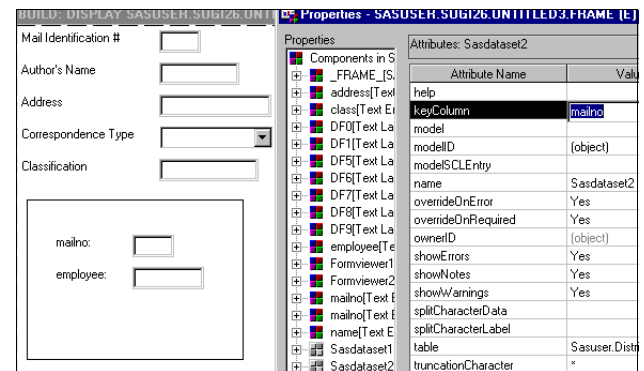 BUILD: DISPLAY SASUSER.SUGI26.UNTI
Mail Identification #
Author's Name
Address
Correspondence Type
Classification
mailno:
employee:
Properties - SASUSER.SUGI26.UNTITLED3.FRAME (E)
Properties
Components in S
_FRAME_[S.
address[Text
class[Text E
DF0[Text La
DF1[Text La
DF5[Text La
DF6[Text La
DF7[Text La
DF8[Text La
DF9[Text La
employee[Te
Formviewer1
Formviewer2
mailno[Text E
mailno[Text E
name[Text E
Sasdataset1
Sasdataset2
Attributes: Sasdataset2
Attribute Name Valu
help
keyColumn mailno
model
modelID (object)
modelSCLEntry
name Sasdataset2
overrideOnError Yes
overrideOnRequired Yes
ownerID (object)
showErrors Yes
showNotes Yes
showWarnings Yes
splitCharacterData
splitCharacterLabel
table Sasuser.Distri
truncationCharacter *